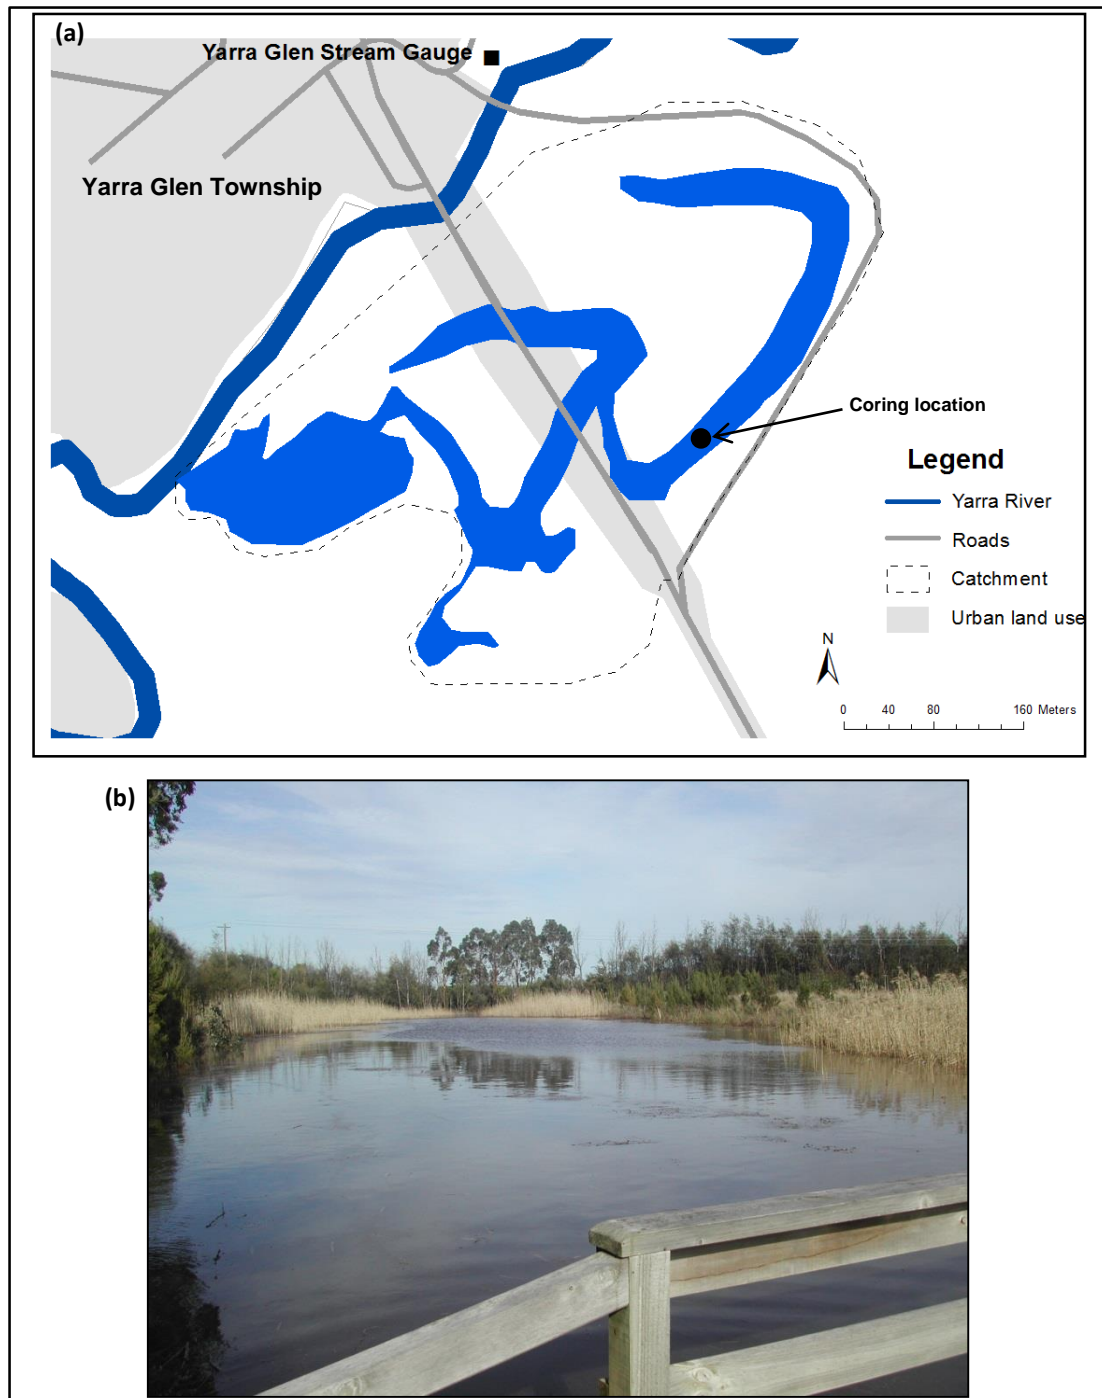 (a)
Yarra Glen Stream Gauge
Yarra Glen Township
Coring location
Legend
Yarra River
Roads
Catchment
Urban land use
N
0 40 80 160 Meters
(b)